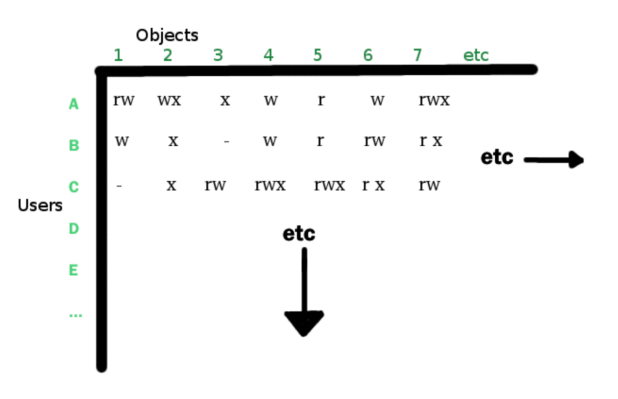 Objects
1 2 3 4 5 6 7 etc
A rw wx x w r w rwx
B w x - w r rw r x
etc
C - x rw rwx rwx r x rw
Users
D
etc
E
...